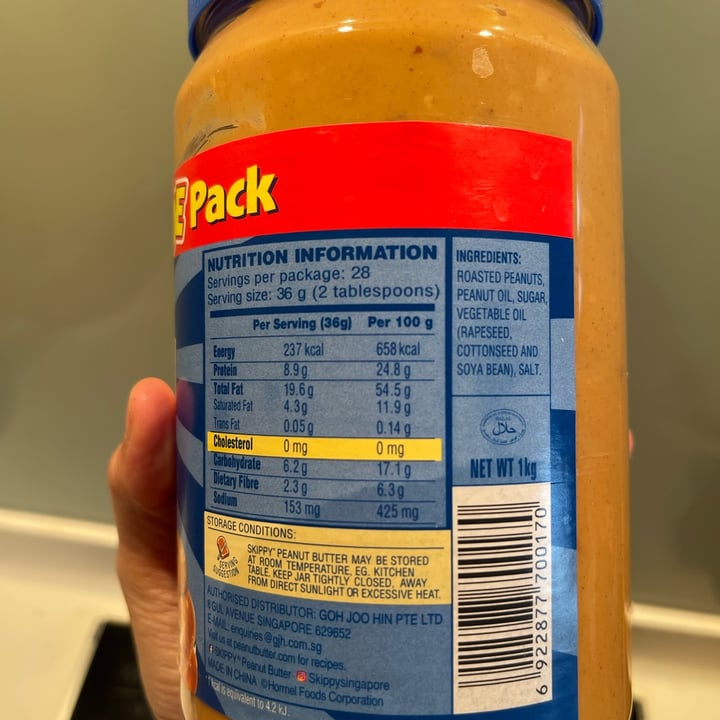 E Pack
NUTRITION INFORMATION
Servings per package: 28
Serving size: 36 g (2 tablespoons)
Per Serving (36g) Per 100 g
Energy 237 kcal 658 kcal
Protein 8.9 g 24.8 g
Total Fat 19.6 g 54.5 g
Saturated Fat 4.3 g 11.9 g
Trans Fat 0.05 g 0.14 g
Cholesterol 0 mg 0 mg
Carbohydrate 6.2 g 17.1 g
Dietary Fibre 2.3 g 6.3 g
Sodium 153 mg 425 mg
STORAGE CONDITIONS:
SERVING
SUGGESTION
SKIPPY® PEANUT BUTTER MAY BE STORED
AT ROOM TEMPERATURE, EG. KITCHEN
TABLE. KEEP JAR TIGHTLY CLOSED, AWAY
FROM DIRECT SUNLIGHT OR EXCESSIVE HEAT.
AUTHORISED DISTRIBUTOR: GOH JOO HIN PTE LTD
8 GUL AVENUE SINGAPORE 629652
E-MAIL: enquiries@gjh.com.sg
Visit us at peanutbutter.com for recipes.
SKIPPY® Peanut Butter Skippysingapore
MADE IN CHINA ©Hormel Foods Corporation
1kcal is equivalent to 4.2 kJ.
INGREDIENTS:
ROASTED PEANUTS,
PEANUT OIL, SUGAR,
VEGETABLE OIL
(RAPESEED,
COTTONSEED AND
SOYA BEAN), SALT.
HALAL
حلال
NET WT 1kg
6 922877 700170